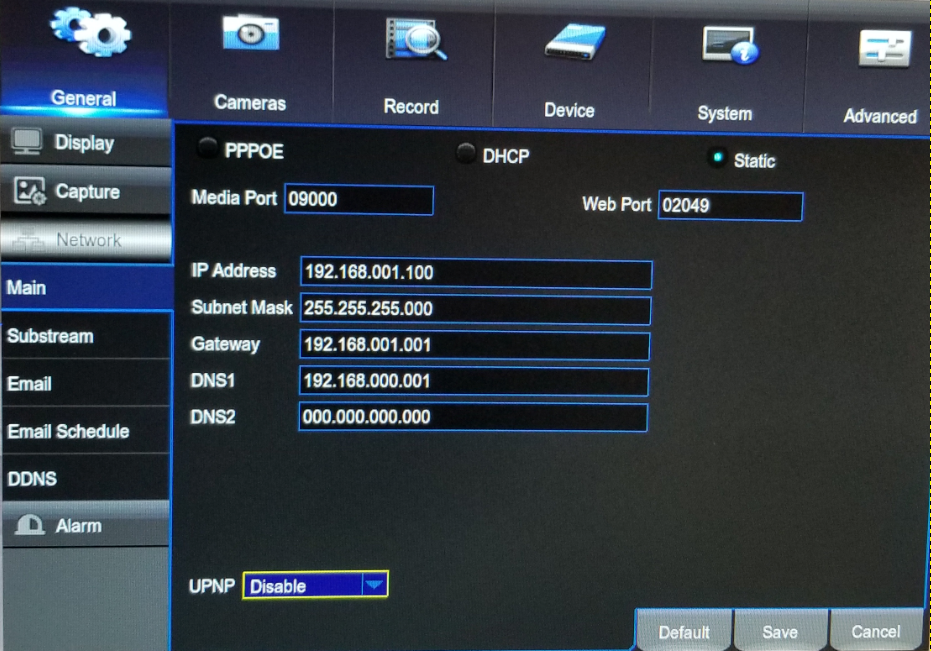 General Cameras Record Device System Advanced
Display
Capture
Network
Main
Substream
Email
Email Schedule
DDNS
Alarm
PPPOE DHCP Static
Media Port 09000 Web Port 02049
IP Address 192.168.001.100
Subnet Mask 255.255.255.000
Gateway 192.168.001.001
DNS1 192.168.000.001
DNS2 000.000.000.000
UPNP Disable
Default Save Cancel